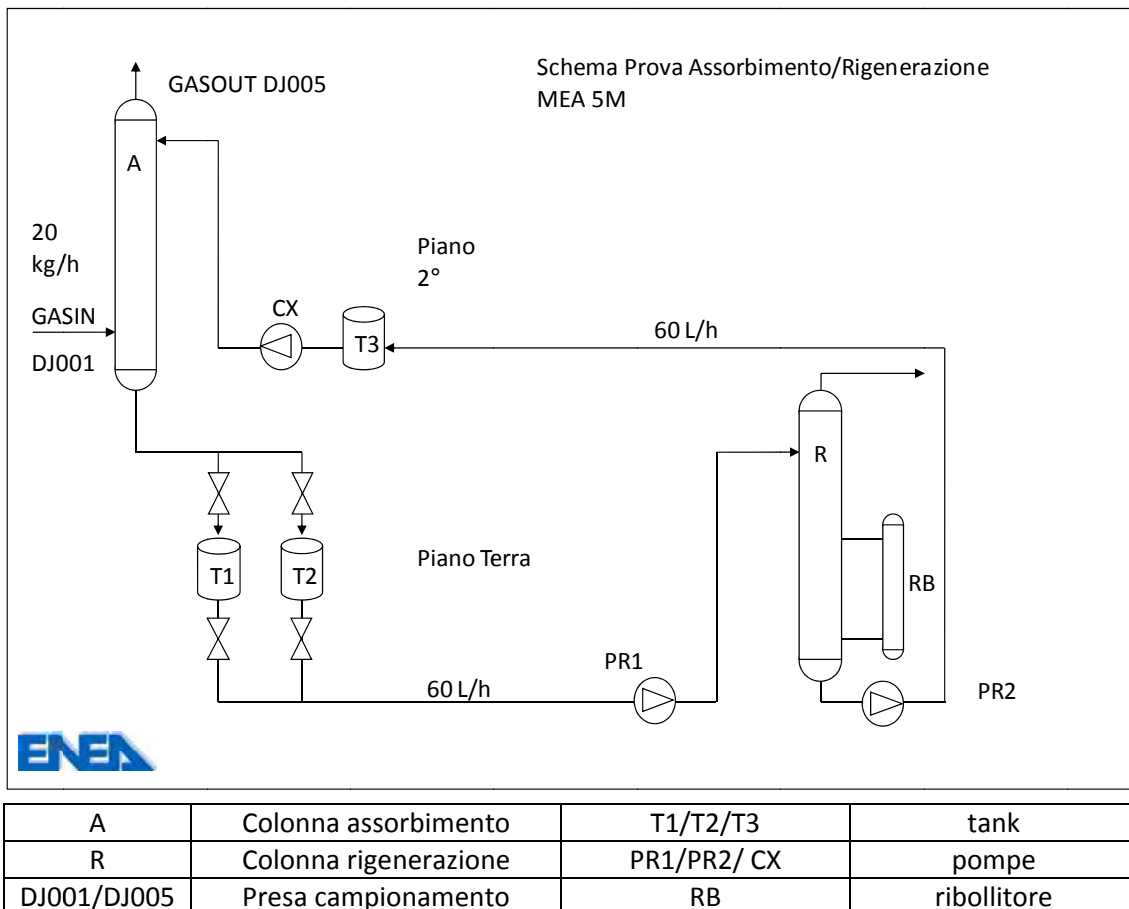 GASOUT DJ005
Schema Prova Assorbimento/Rigenerazione
MEA 5M
A
20
kg/h
Piano
2°
GASIN
DJ001
CX
T3
60 L/h
R
T1
T2
Piano Terra
RB
PR1
60 L/h
PR2
ENEA
A Colonna assorbimento T1/T2/T3 tank
R Colonna rigenerazione PR1/PR2/ CX pompe
DJ001/DJ005 Presa campionamento RB ribollitore